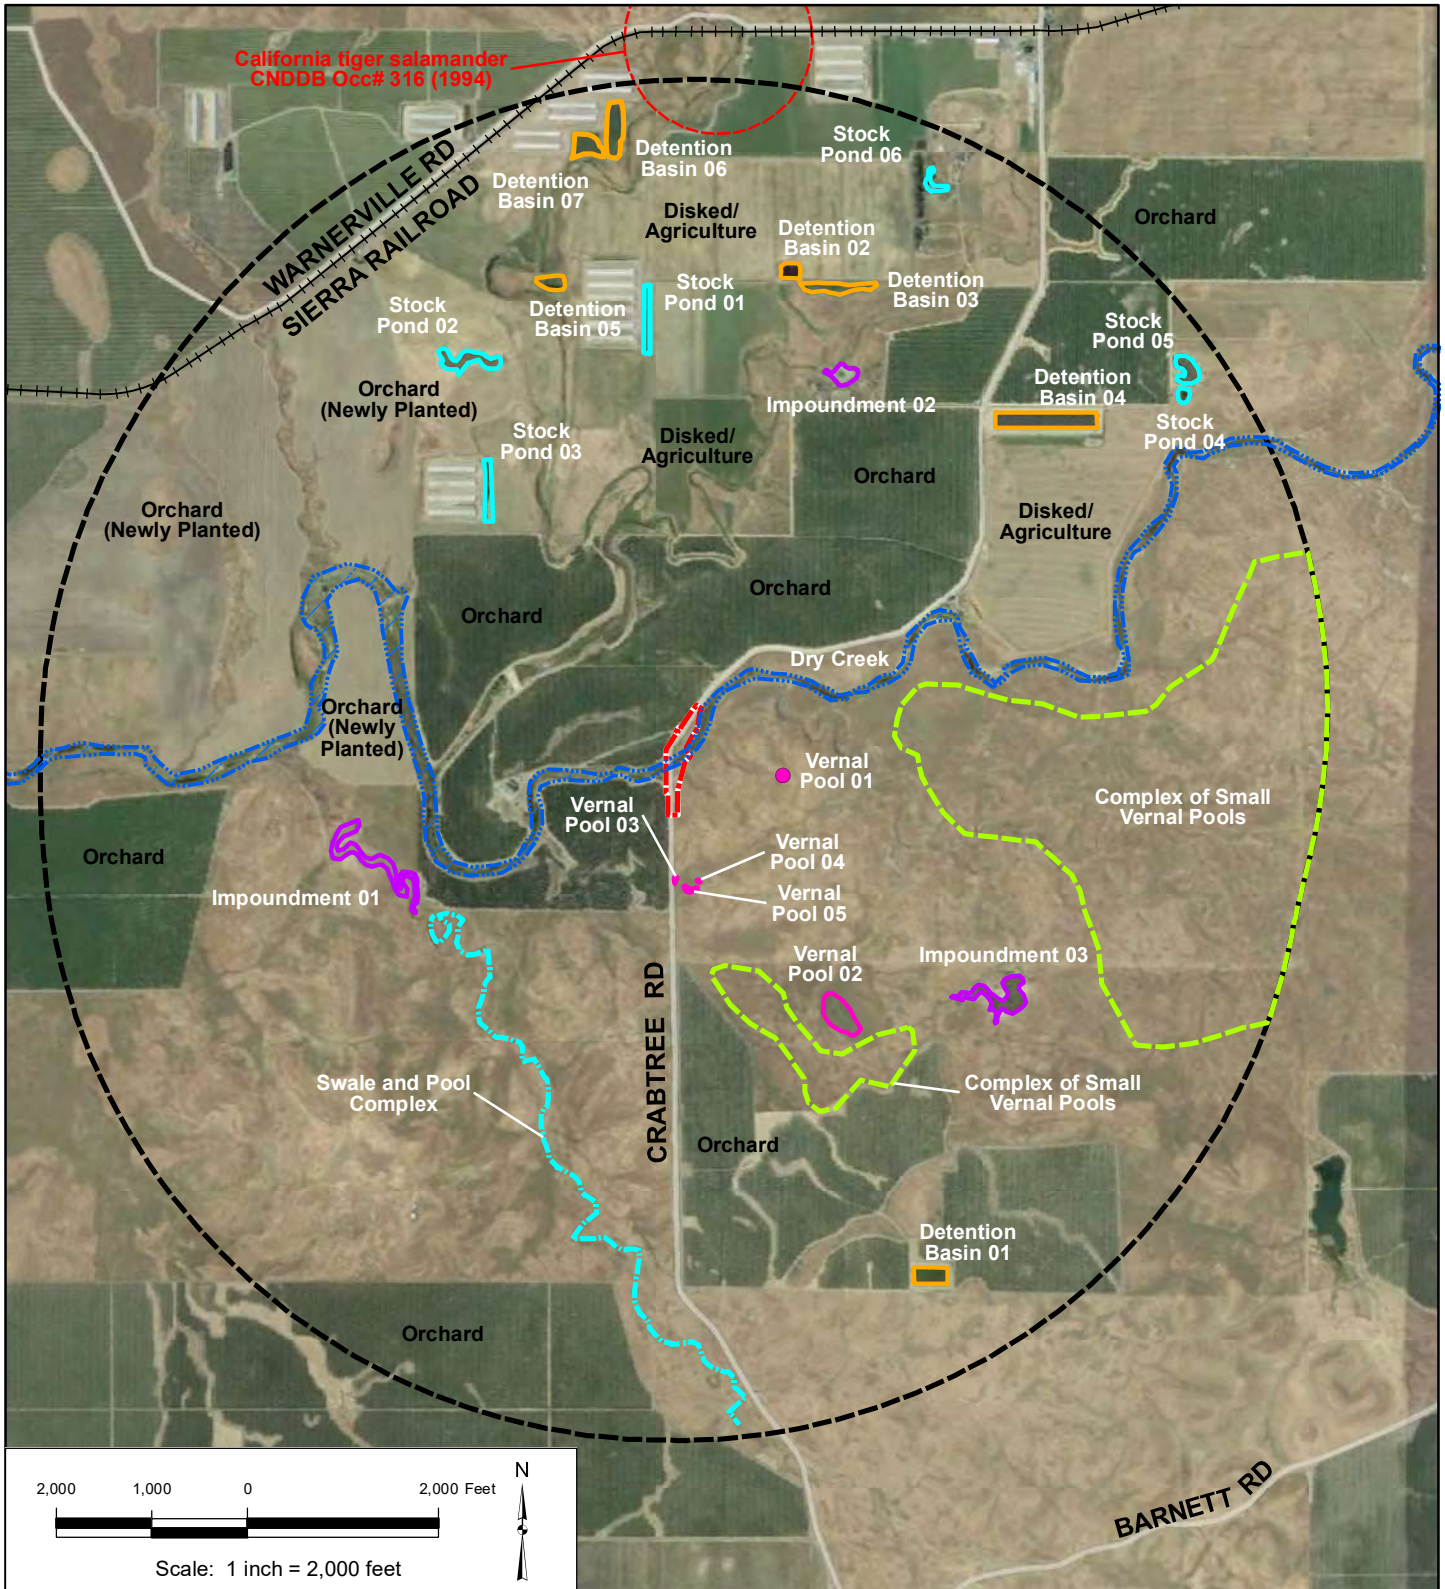 California tiger salamander
CNDDB Occ# 316 (1994)
WARNERVILLE RD
SIERRA RAILROAD
Detention
Basin 07
Detention
Basin 06
Stock
Pond 06
Disked/
Agriculture
Orchard
Detention
Basin 02
Detention
Basin 03
Detention
Basin 05
Stock
Pond 01
Stock
Pond 02
Orchard
(Newly Planted)
Stock
Pond 05
Impoundment 02
Detention
Basin 04
Stock
Pond 04
Stock
Pond 03
Disked/
Agriculture
Orchard
Orchard
(Newly Planted)
Disked/
Agriculture
Orchard
Orchard
Dry Creek
Orchard
(Newly
Planted)
Vernal
Pool 01
Vernal
Pool 03
Complex of Small
Vernal Pools
Orchard
Vernal
Pool 04
Impoundment 01
Vernal
Pool 05
Vernal
Pool 02
Impoundment 03
CRABTREE RD
Swale and Pool
Complex
Complex of Small
Vernal Pools
Orchard
Detention
Basin 01
Orchard
BARNETT RD
2,000 1,000 0 2,000 Feet
N
Scale: 1 inch = 2,000 feet